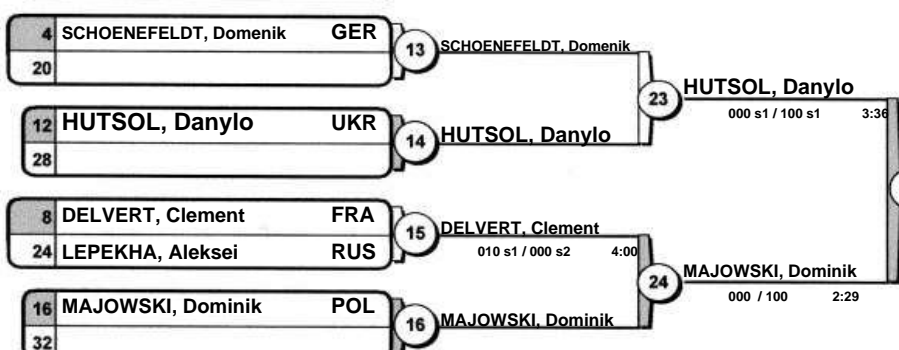 4 SCHOENEFELDT, Domenik GER
20
13 SCHOENEFELDT, Domenik
12 HUTSOL, Danylo UKR
28
14 HUTSOL, Danylo
23 HUTSOL, Danylo
000 s1 / 100 s1 3:36
8 DELVERT, Clement FRA
24 LEPEKHA, Aleksei RUS
15 DELVERT, Clement
010 s1 / 000 s2 4:00
16 MAJOWSKI, Dominik POL
32
16 MAJOWSKI, Dominik
24 MAJOWSKI, Dominik
000 / 100 2:29